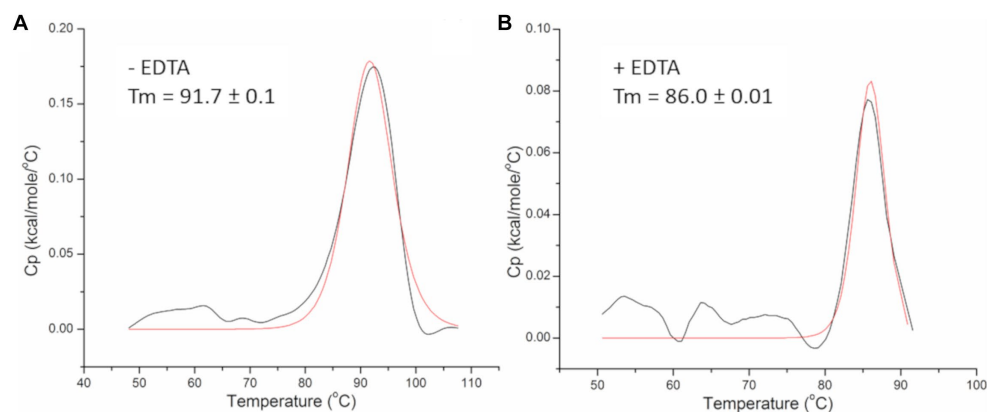 A
- EDTA
Tm = 91.7 ± 0.1
Cp (kcal/mole/°C)
0.20
0.15
0.10
0.05
0.00
40 50 60 70 80 90 100 110
Temperature (°C)
B
+ EDTA
Tm = 86.0 ± 0.01
Cp (kcal/mole/°C)
0.10
0.08
0.06
0.04
0.02
0.00
50 60 70 80 90 100
Temperature (°C)